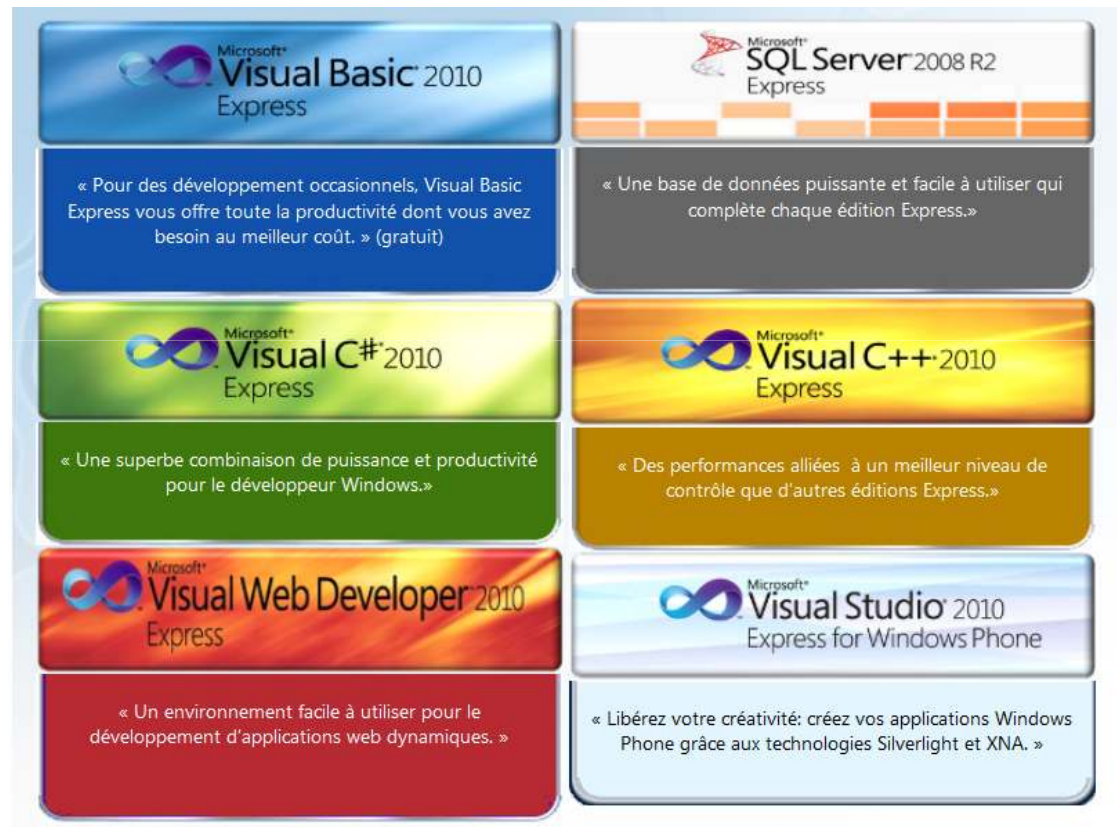 Microsoft®
Visual Basic® 2010
Express
« Pour des développement occasionnels, Visual Basic
Express vous offre toute la productivité dont vous avez
besoin au meilleur coût. » (gratuit)
Microsoft®
SQL Server® 2008 R2
Express
« Une base de données puissante et facile à utiliser qui
complète chaque édition Express.»
Microsoft®
Visual C#® 2010
Express
« Une superbe combinaison de puissance et productivité
pour le développeur Windows.»
Microsoft®
Visual C++® 2010
Express
« Des performances alliées  à un meilleur niveau de
contrôle que d'autres éditions Express.»
Microsoft®
Visual Web Developer® 2010
Express
« Un environnement facile à utiliser pour le
développement d'applications web dynamiques. »
Microsoft®
Visual Studio® 2010
Express for Windows Phone
« Libérez votre créativité: créez vos applications Windows
Phone grâce aux technologies Silverlight et XNA. »